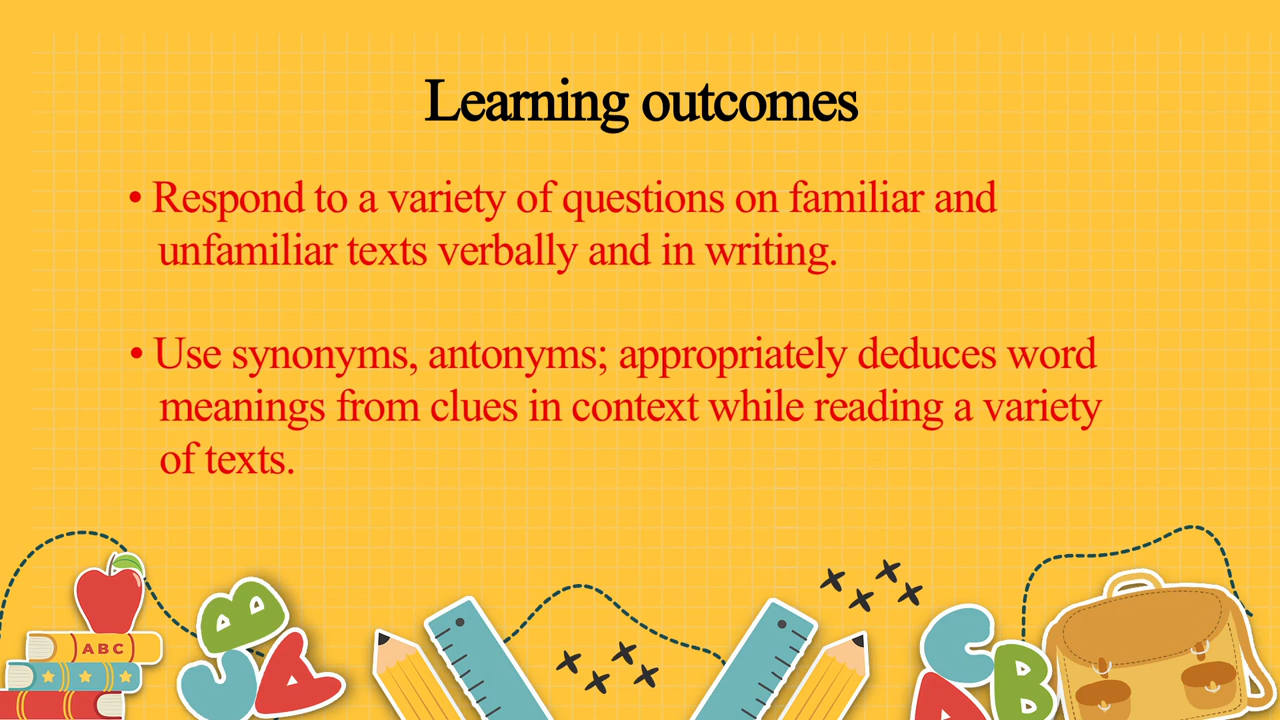 Learning outcomes
• Respond to a variety of questions on familiar and
unfamiliar texts verbally and in writing.
• Use synonyms, antonyms; appropriately deduces word
meanings from clues in context while reading a variety
of texts.
ABC
B
C
A
C
B
A